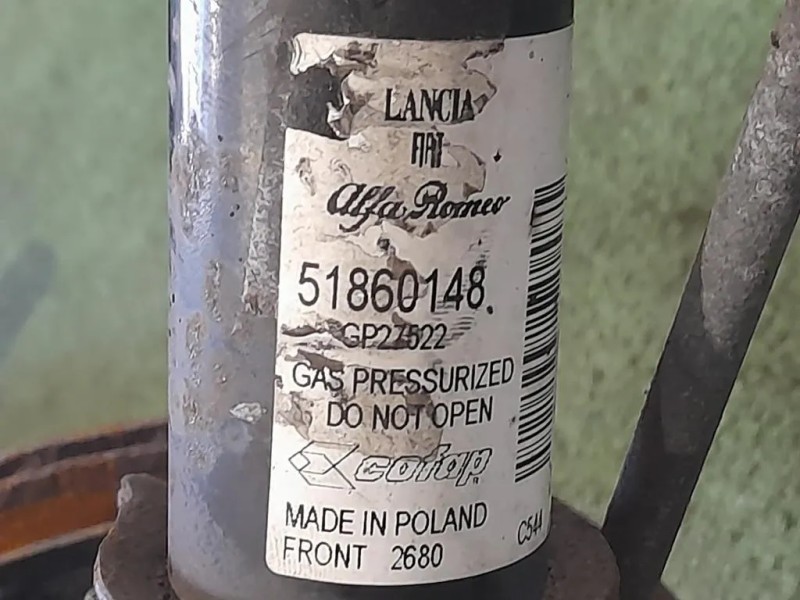 LANCIA
FIAT
Alfa Romeo
51860148.
GP27522
GAS PRESSURIZED
DO NOT OPEN
cofap
MADE IN POLAND
FRONT 2680
C544